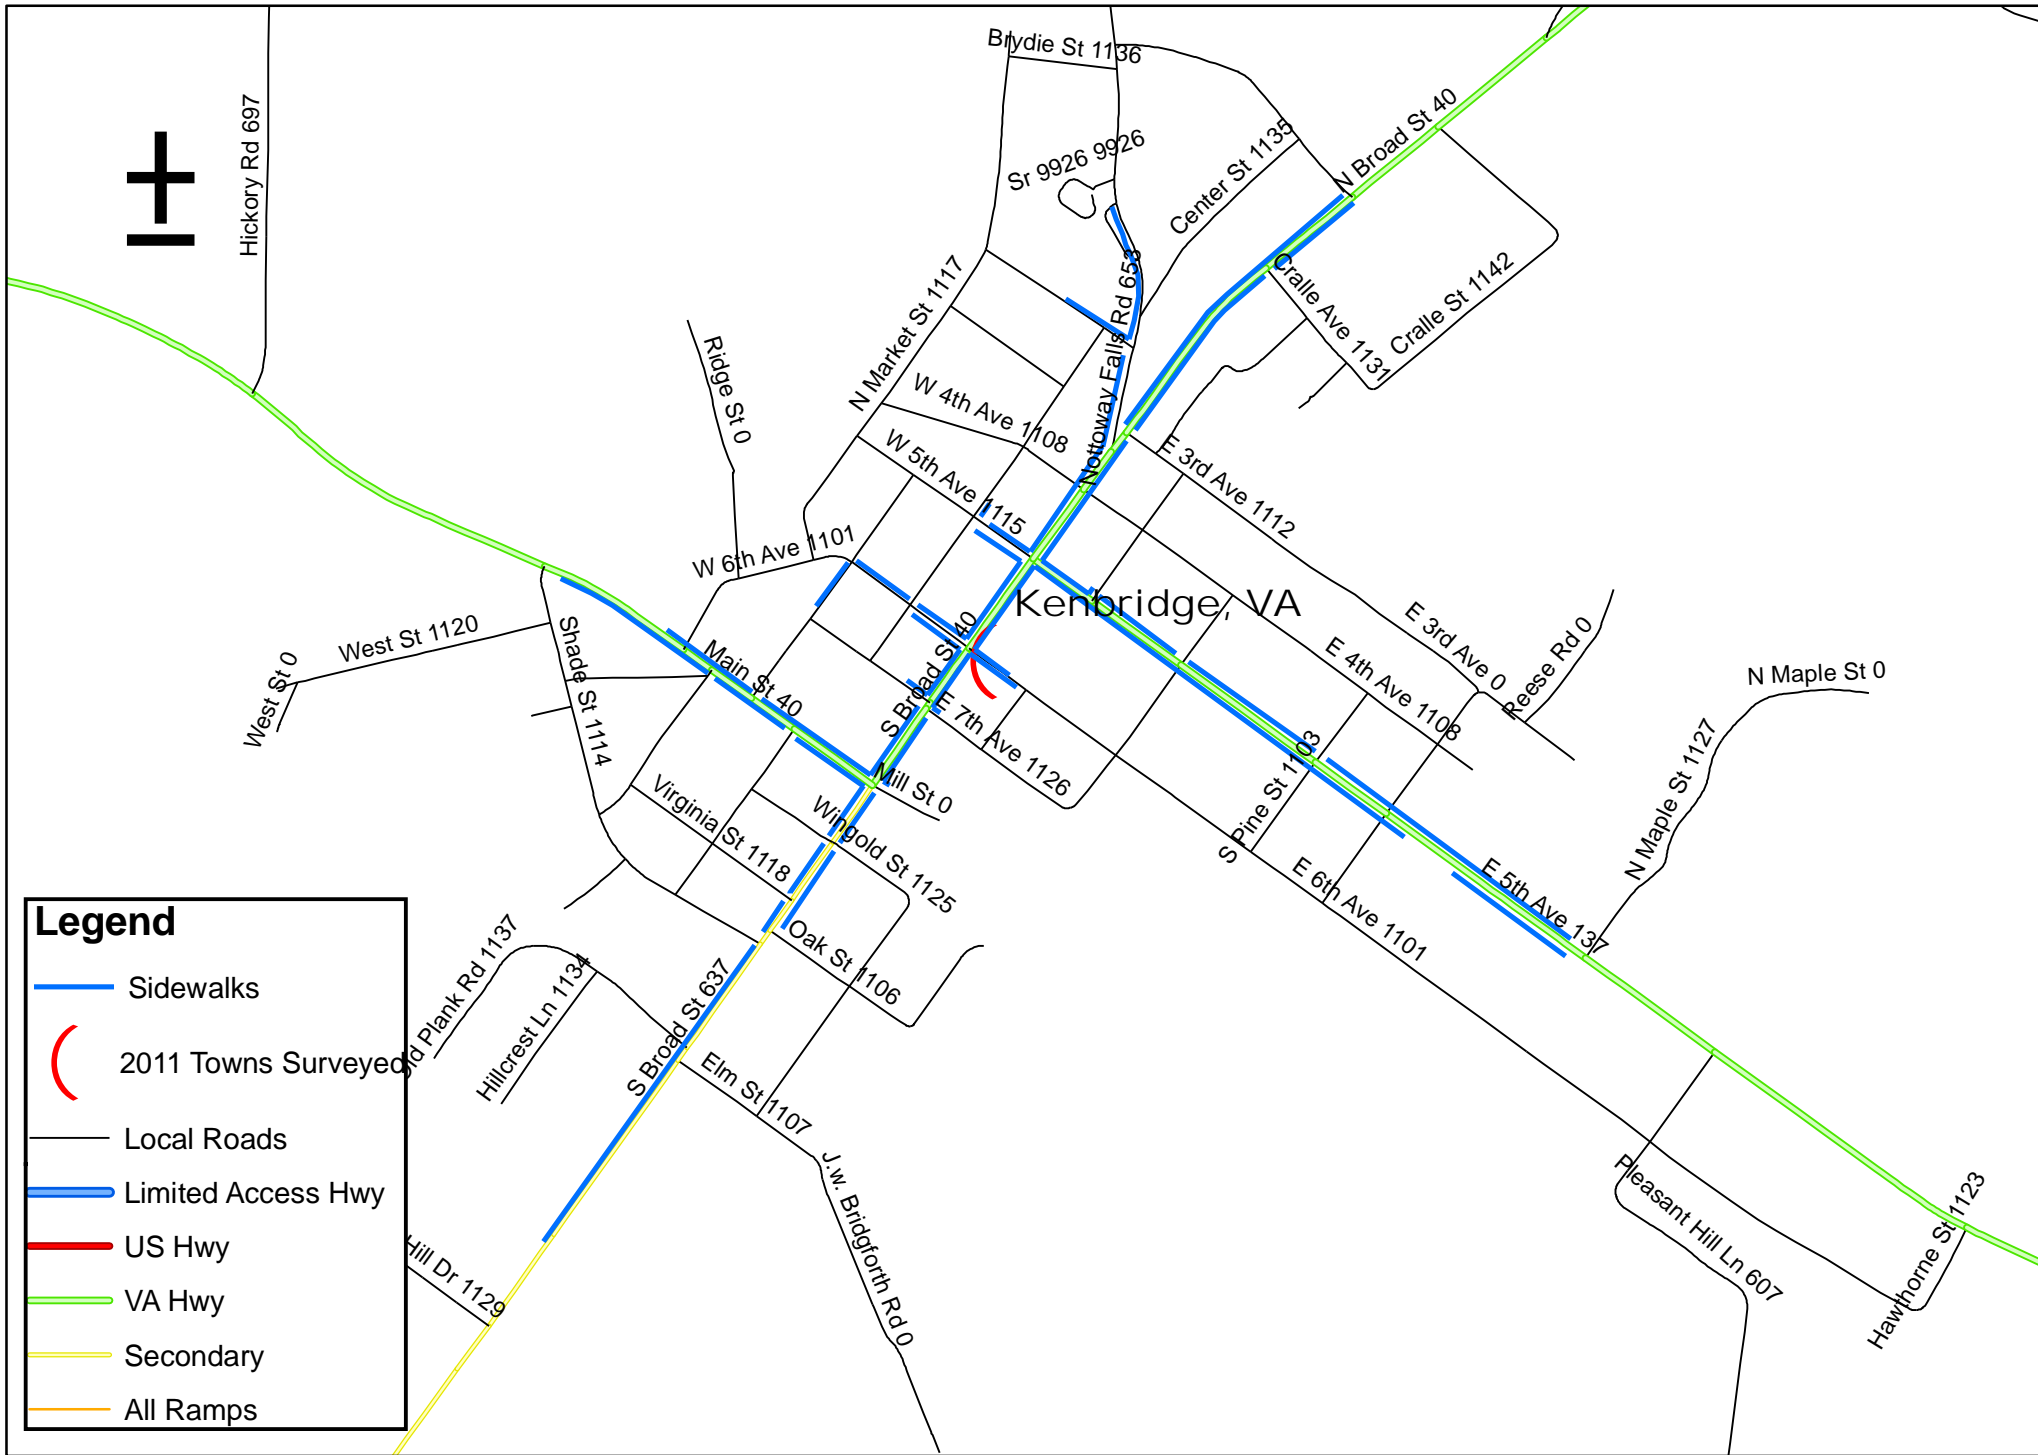 Brydie St 1136
Hickory Rd 697
N Broad St 40
Sr 9926 9926
Center St 1135
N Market St 1117
Nottoway Falls Rd 653
Cralle Ave 1131
Cralle St 1142
Ridge St 0
W 4th Ave 1108
W 5th Ave 1115
E 3rd Ave 1112
W 6th Ave 1101
Kenbridge, VA
West St 1120
West St 0
Shade St 1114
Main St 40
S Broad St 40
E 3rd Ave 0
Reese Rd 0
E 4th Ave 1108
N Maple St 0
E 7th Ave 1126
N Maple St 1127
S Pine St 1103
Mill St 0
Virginia St 1118
Wingold St 1125
E 6th Ave 1101
E 5th Ave 137
Oak St 1106
ld Plank Rd 1137
Hillcrest Ln 1134
S Broad St 637
Elm St 1107
J.w. Bridgforth Rd 0
Pleasant Hill Ln 607
Hawthorne St 1123
Hill Dr 1129
Legend
Sidewalks
2011 Towns Surveyed
Local Roads
Limited Access Hwy
US Hwy
VA Hwy
Secondary
All Ramps